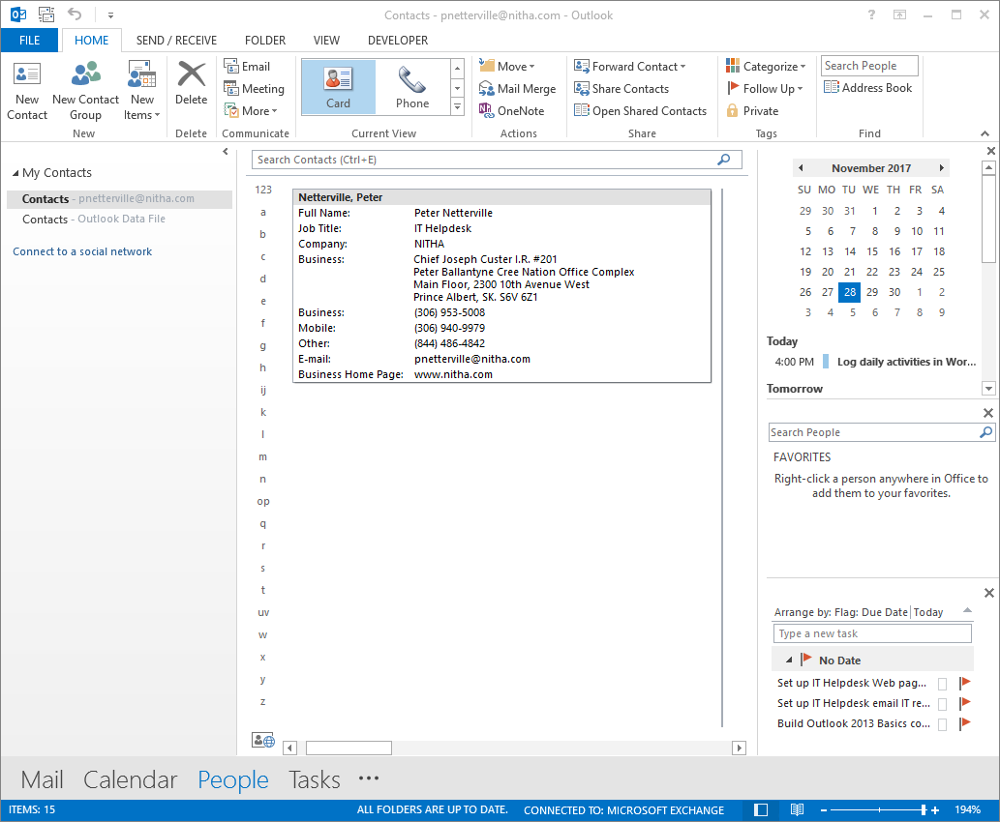 Contacts - pnetterville@nitha.com - Outlook
?
FILE HOME SEND / RECEIVE FOLDER VIEW DEVELOPER
New Contact
New Contact Group
New Items
New
Delete
Delete
Email
Meeting
More
Communicate
Card
Phone
Current View
Move
Mail Merge
OneNote
Actions
Forward Contact
Share Contacts
Open Shared Contacts
Share
Categorize
Follow Up
Private
Tags
Search People
Address Book
Find
My Contacts
Contacts - pnetterville@nitha.com
Contacts - Outlook Data File
Connect to a social network
Search Contacts (Ctrl+E)
123
a
b
c
d
e
f
g
h
ij
k
l
m
n
op
q
r
s
t
uv
w
x
y
z
Netterville, Peter
Full Name: Peter Netterville
Job Title: IT Helpdesk
Company: NITHA
Business: Chief Joseph Custer I.R. #201
Peter Ballantyne Cree Nation Office Complex
Main Floor, 2300 10th Avenue West
Prince Albert, SK. S6V 6Z1
Business: (306) 953-5008
Mobile: (306) 940-9979
Other: (844) 486-4842
E-mail: pnetterville@nitha.com
Business Home Page: www.nitha.com
November 2017
SU MO TU WE TH FR SA
29 30 31 1 2 3 4
5 6 7 8 9 10 11
12 13 14 15 16 17 18
19 20 21 22 23 24 25
26 27 28 29 30 1 2
3 4 5 6 7 8 9
Today
4:00 PM Log daily activities in Wor...
Tomorrow
Search People
FAVORITES
Right-click a person anywhere in Office to
add them to your favorites.
Arrange by: Flag: Due Date Today
Type a new task
No Date
Set up IT Helpdesk Web pag...
Set up IT Helpdesk email IT re...
Build Outlook 2013 Basics co...
Mail Calendar People Tasks •••
ITEMS: 15 ALL FOLDERS ARE UP TO DATE. CONNECTED TO: MICROSOFT EXCHANGE 194%